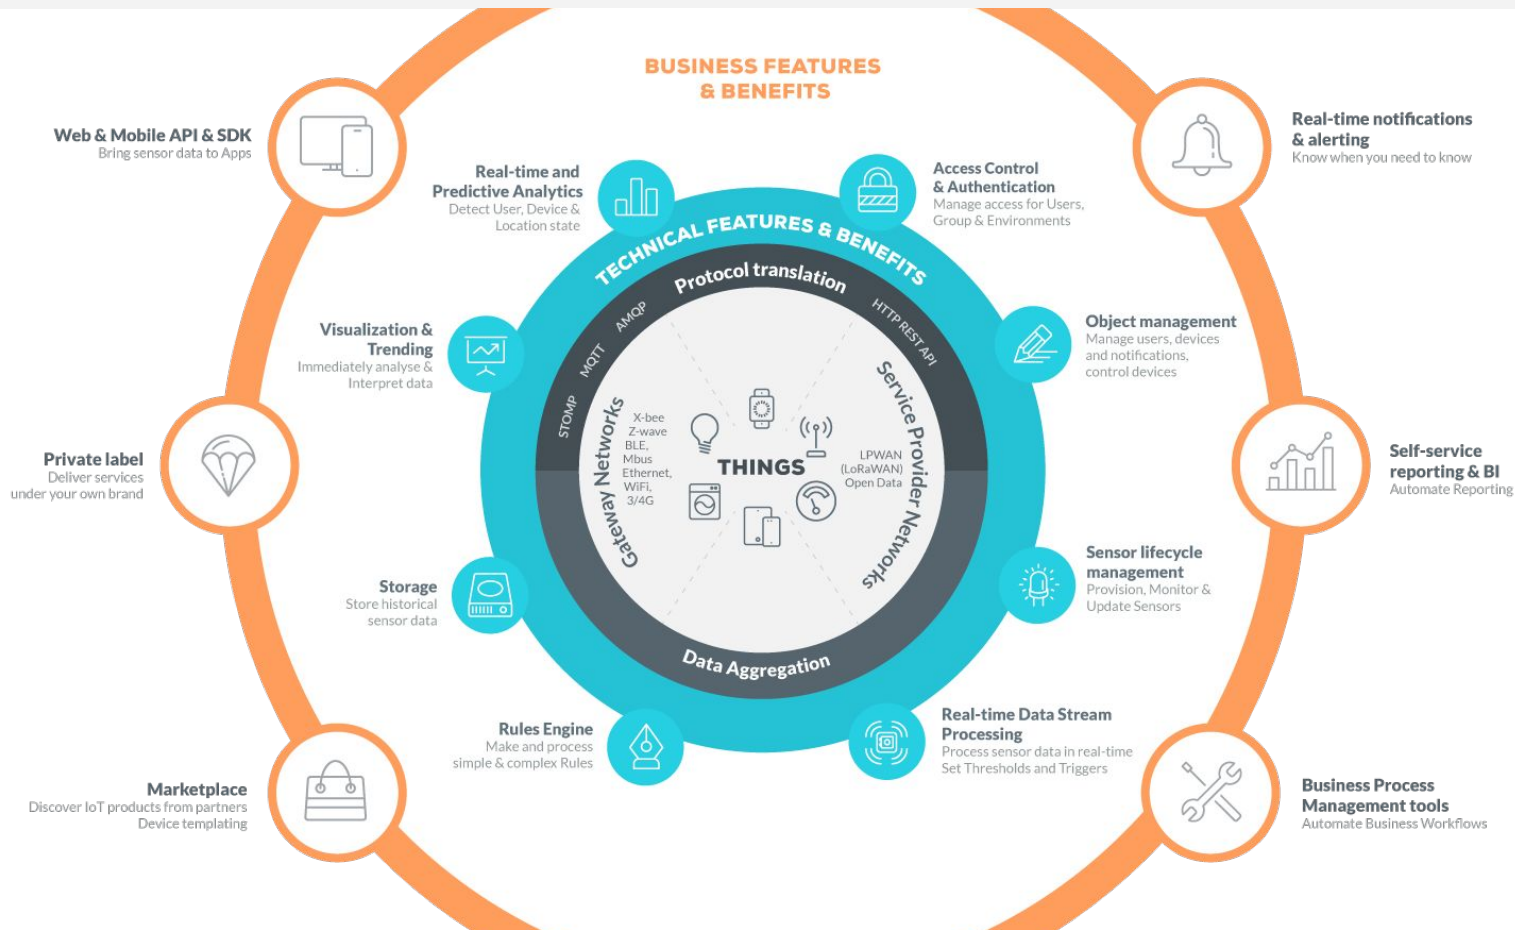 BUSINESS FEATURES
& BENEFITS
Web & Mobile API & SDK
Bring sensor data to Apps
Real-time notifications
& alerting
Know when you need to know
Real-time and
Predictive Analytics
Detect User, Device &
Location state
Access Control
& Authentication
Manage access for Users,
Group & Environments
TECHNICAL FEATURES & BENEFITS
Protocol translation
STOMP
MQTT
AMQP
HTTP REST API
Visualization &
Trending
Immediately analyse &
Interpret data
Object management
Manage users, devices
and notifications,
control devices
Gateway Networks
X-bee
Z-wave
BLE,
Mbus
Ethernet,
WiFi,
3/4G
THINGS
LPWAN
(LoRaWAN)
Open Data
Service Provider Networks
Private label
Deliver services
under your own brand
Self-service
reporting & BI
Automate Reporting
Storage
Store historical
sensor data
Sensor lifecycle
management
Provision, Monitor &
Update Sensors
Data Aggregation
Rules Engine
Make and process
simple & complex Rules
Real-time Data Stream
Processing
Process sensor data in real-time
Set Thresholds and Triggers
Marketplace
Discover IoT products from partners
Device templating
Business Process
Management tools
Automate Business Workflows